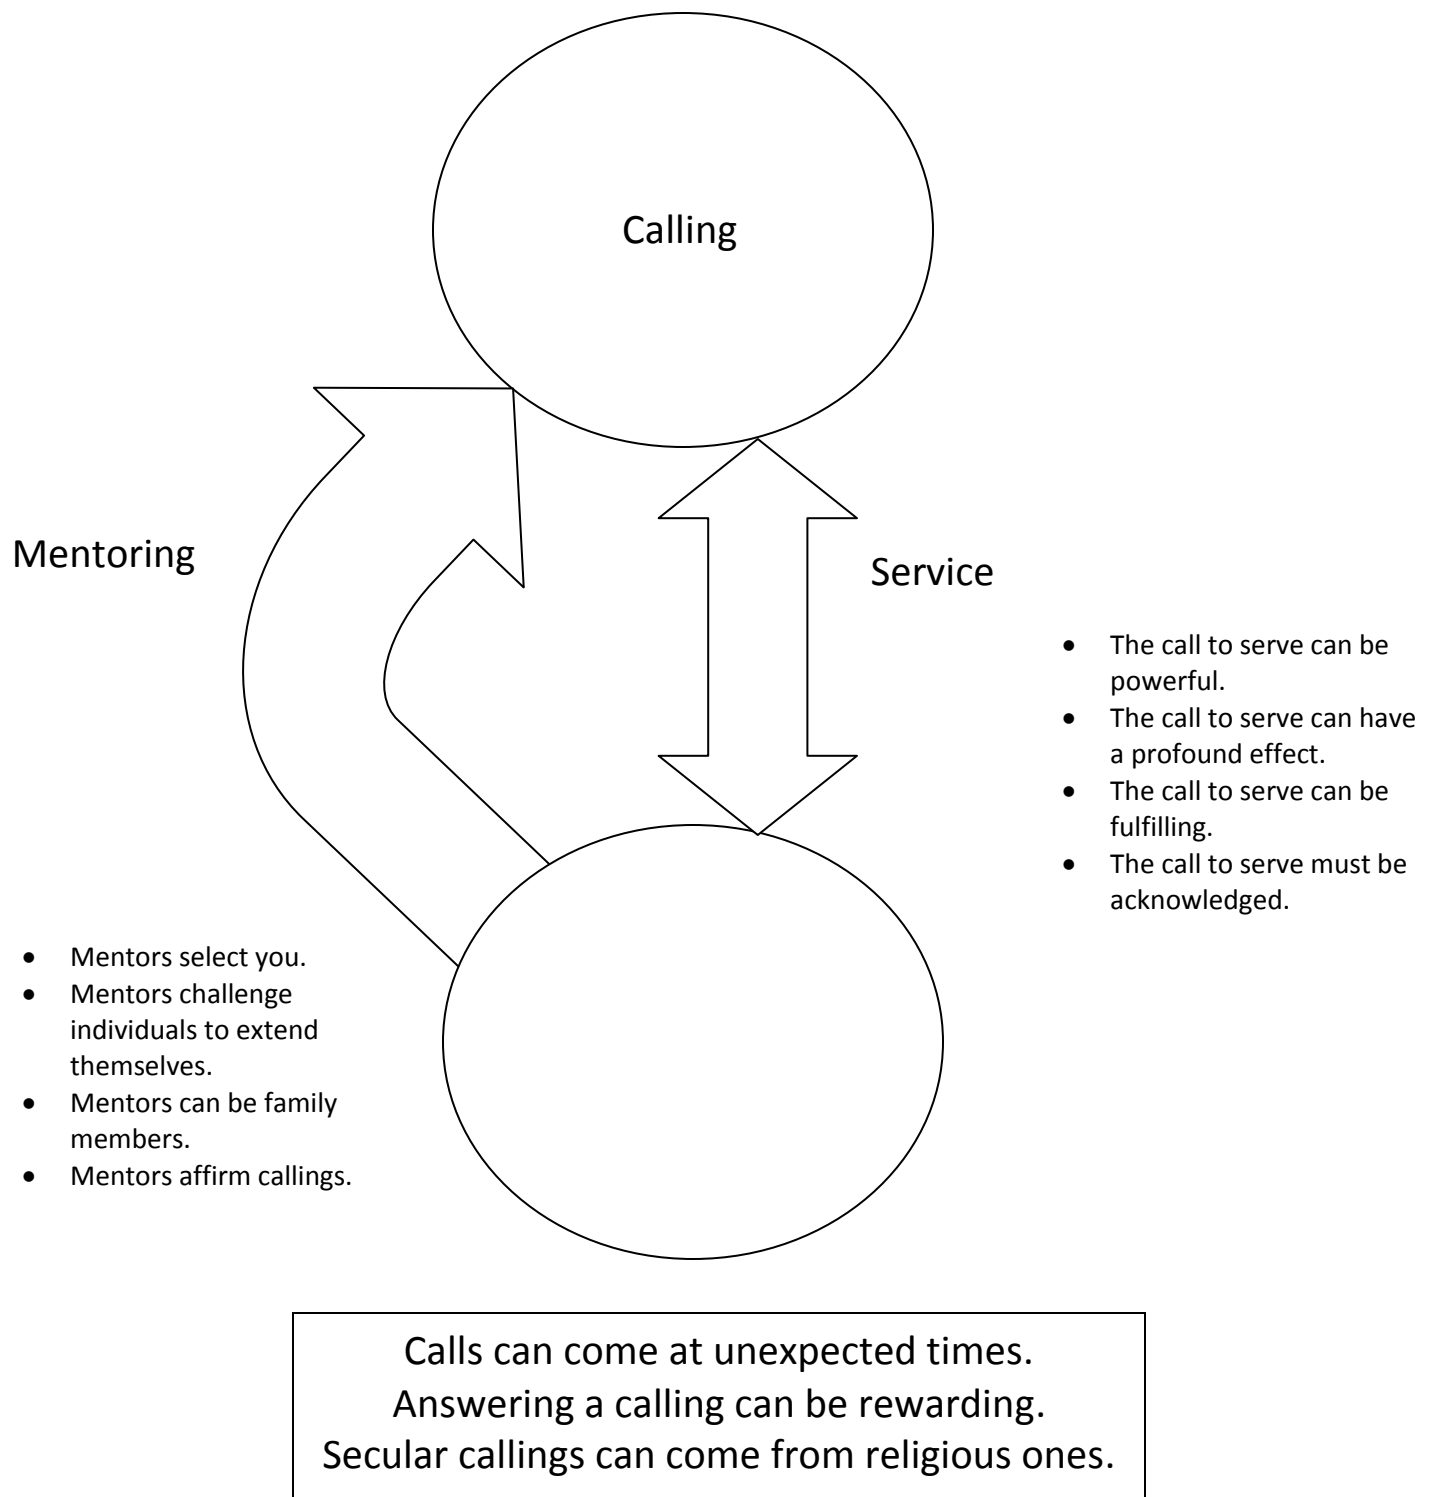 Calling
Mentoring
Service
• The call to serve can be
powerful.
• The call to serve can have
a profound effect.
• The call to serve can be
fulfilling.
• The call to serve must be
acknowledged.
• Mentors select you.
• Mentors challenge
individuals to extend
themselves.
• Mentors can be family
members.
• Mentors affirm callings.
Calls can come at unexpected times.
Answering a calling can be rewarding.
Secular callings can come from religious ones.